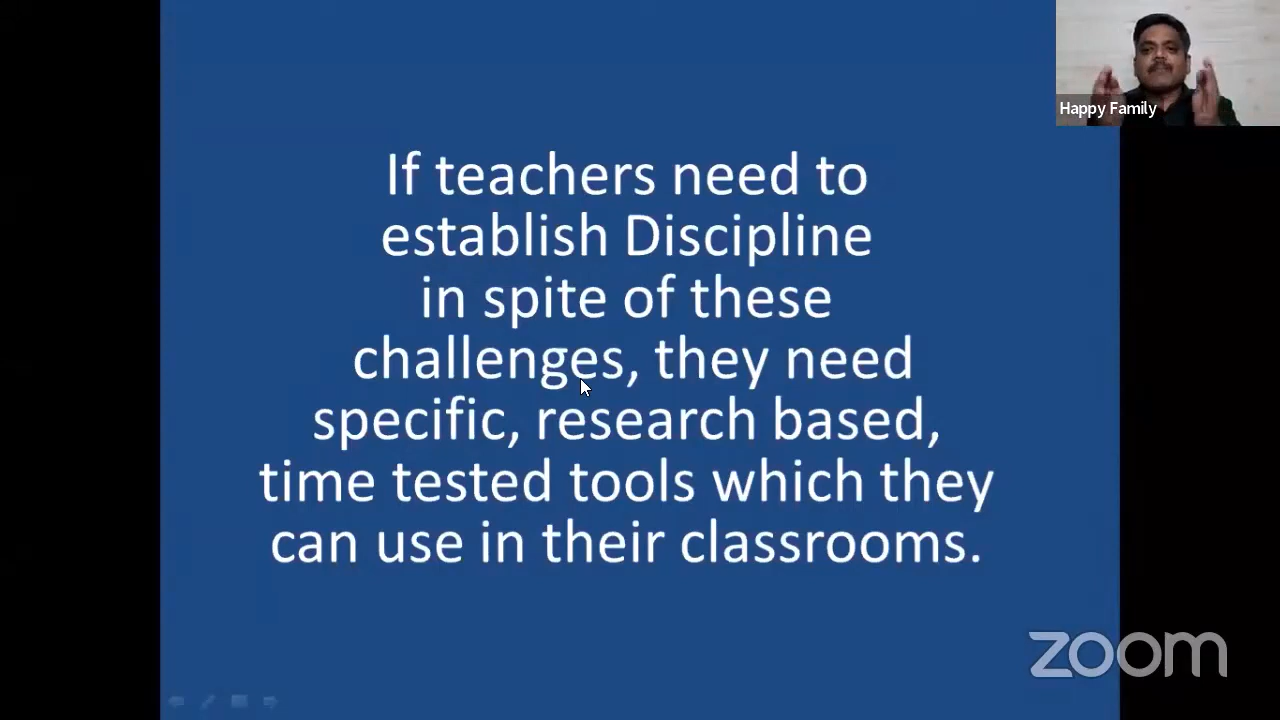 Happy Family
If teachers need to
establish Discipline
in spite of these
challenges, they need
specific, research based,
time tested tools which they
can use in their classrooms.
zoom